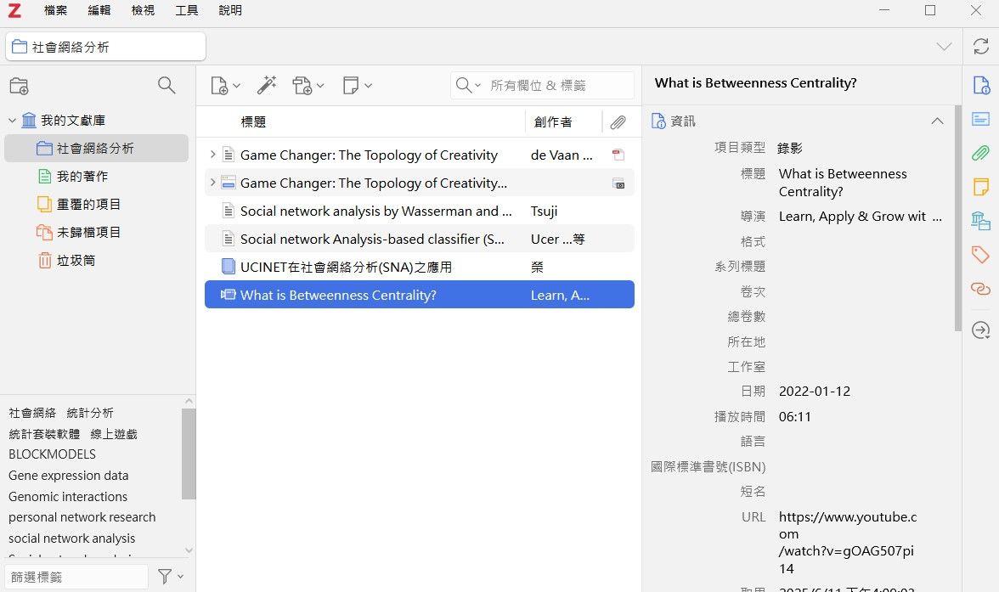 Z 檔案 編輯 檢視 工具 說明
社會網絡分析
所有欄位 & 標籤
我的文獻庫
社會網絡分析
我的著作
重覆的項目
未歸檔項目
垃圾筒
社會網絡 統計分析
統計套裝軟體 線上遊戲
BLOCKMODELS
Gene expression data
Genomic interactions
personal network research
social network analysis
篩選標籤
標題 創作者
Game Changer: The Topology of Creativity de Vaan ...
Game Changer: The Topology of Creativity...
Social network analysis by Wasserman and ... Tsuji
Social network Analysis-based classifier (S... Ucer ...等
UCINET在社會網絡分析(SNA)之應用 榮
What is Betweenness Centrality? Learn, A...
What is Betweenness Centrality?
資訊
項目類型 錄影
標題 What is Betweenness
Centrality?
導演 Learn, Apply & Grow wit ...
格式
系列標題
卷次
總卷數
所在地
工作室
日期 2022-01-12
播放時間 06:11
語言
國際標準書號(ISBN)
短名
URL https://www.youtube.c
om
/watch?v=gOAG507pi
14